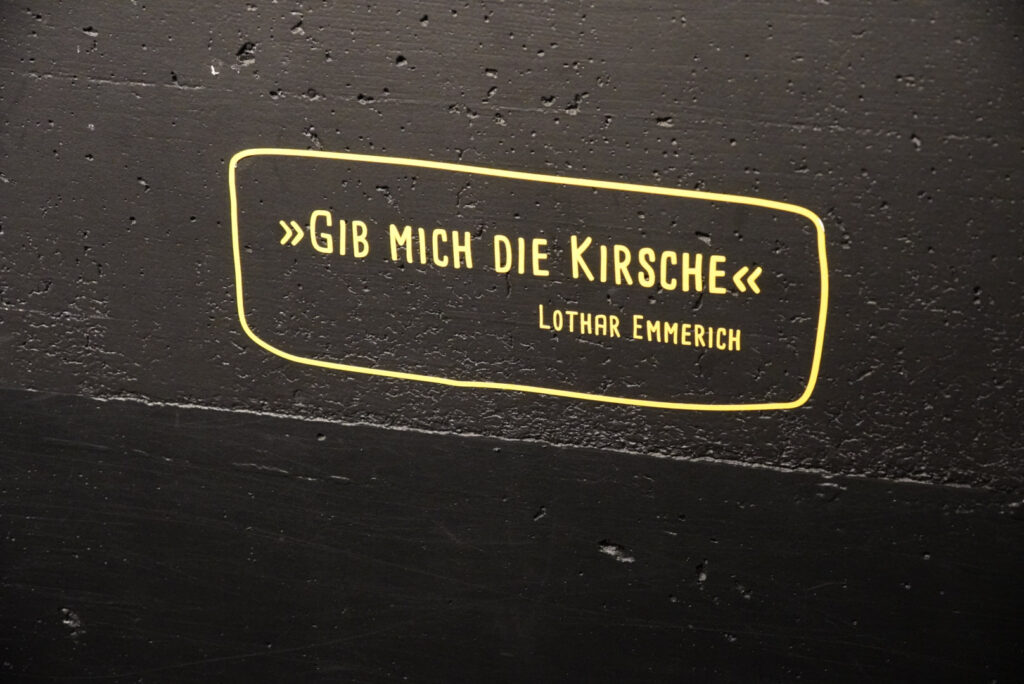 »Gib mich die Kirsche«
Lothar Emmerich